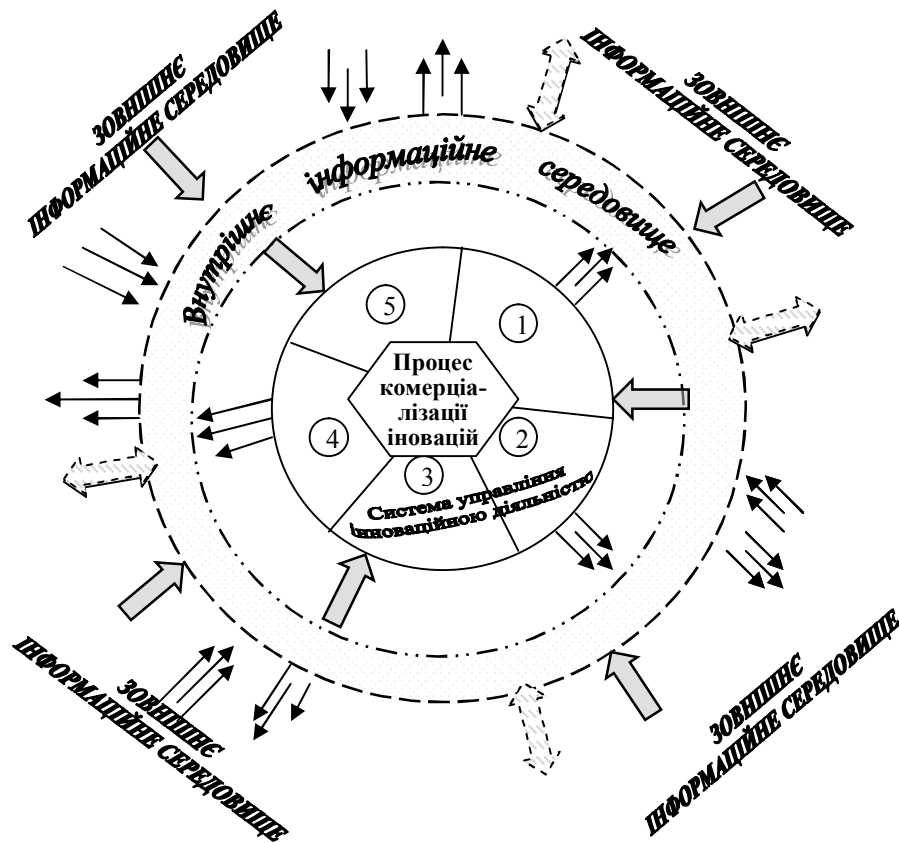 ЗОВНІШНЄ
ІНФОРМАЦІЙНЕ СЕРЕДОВИЩЕ
ЗОВНІШНЄ
ІНФОРМАЦІЙНЕ СЕРЕДОВИЩЕ
Внутрішнє інформаційне середовище
5
1
Процес
комерціа-
лізації
іновацій
4
2
3
Система управління
інноваційною діяльністю
ЗОВНІШНЄ
ІНФОРМАЦІЙНЕ СЕРЕДОВИЩЕ
ЗОВНІШНЄ
ІНФОРМАЦІЙНЕ СЕРЕДОВИЩЕ